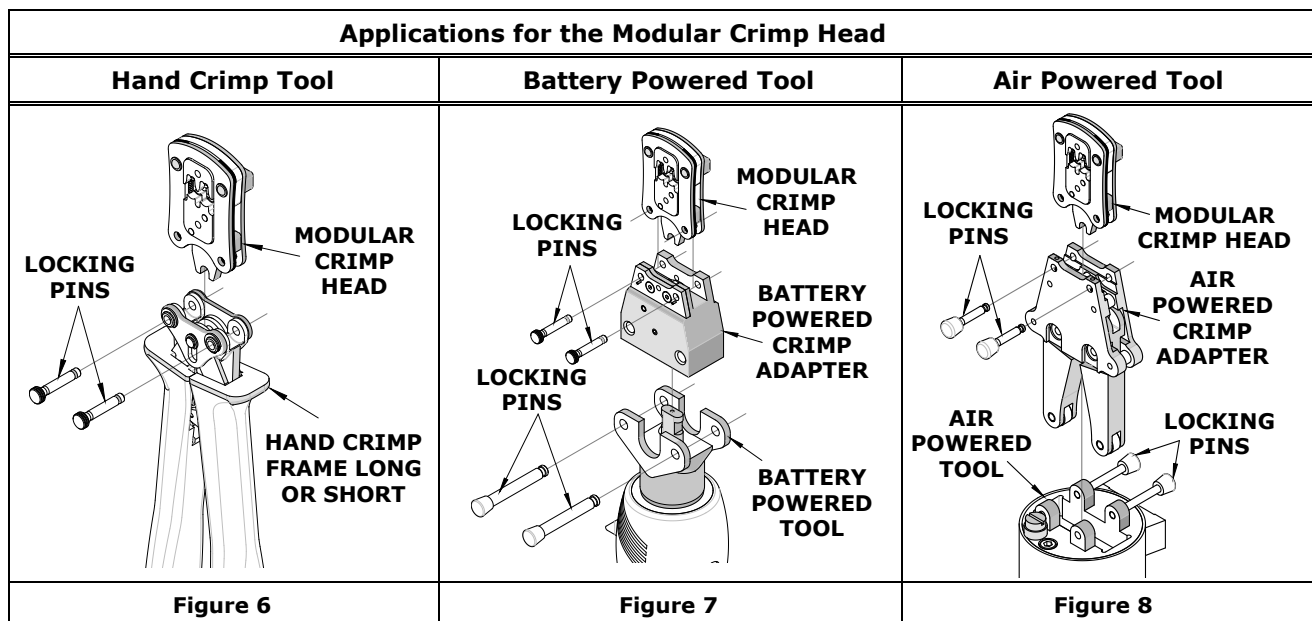 Applications for the Modular Crimp Head
Hand Crimp Tool
Battery Powered Tool
Air Powered Tool
MODULAR
CRIMP
HEAD
LOCKING
PINS
HAND CRIMP
FRAME LONG
OR SHORT
MODULAR
CRIMP
HEAD
LOCKING
PINS
BATTERY
POWERED
CRIMP
ADAPTER
LOCKING
PINS
BATTERY
POWERED
TOOL
LOCKING
PINS
MODULAR
CRIMP HEAD
AIR
POWERED
CRIMP
ADAPTER
AIR
POWERED
TOOL
LOCKING
PINS
Figure 6
Figure 7
Figure 8